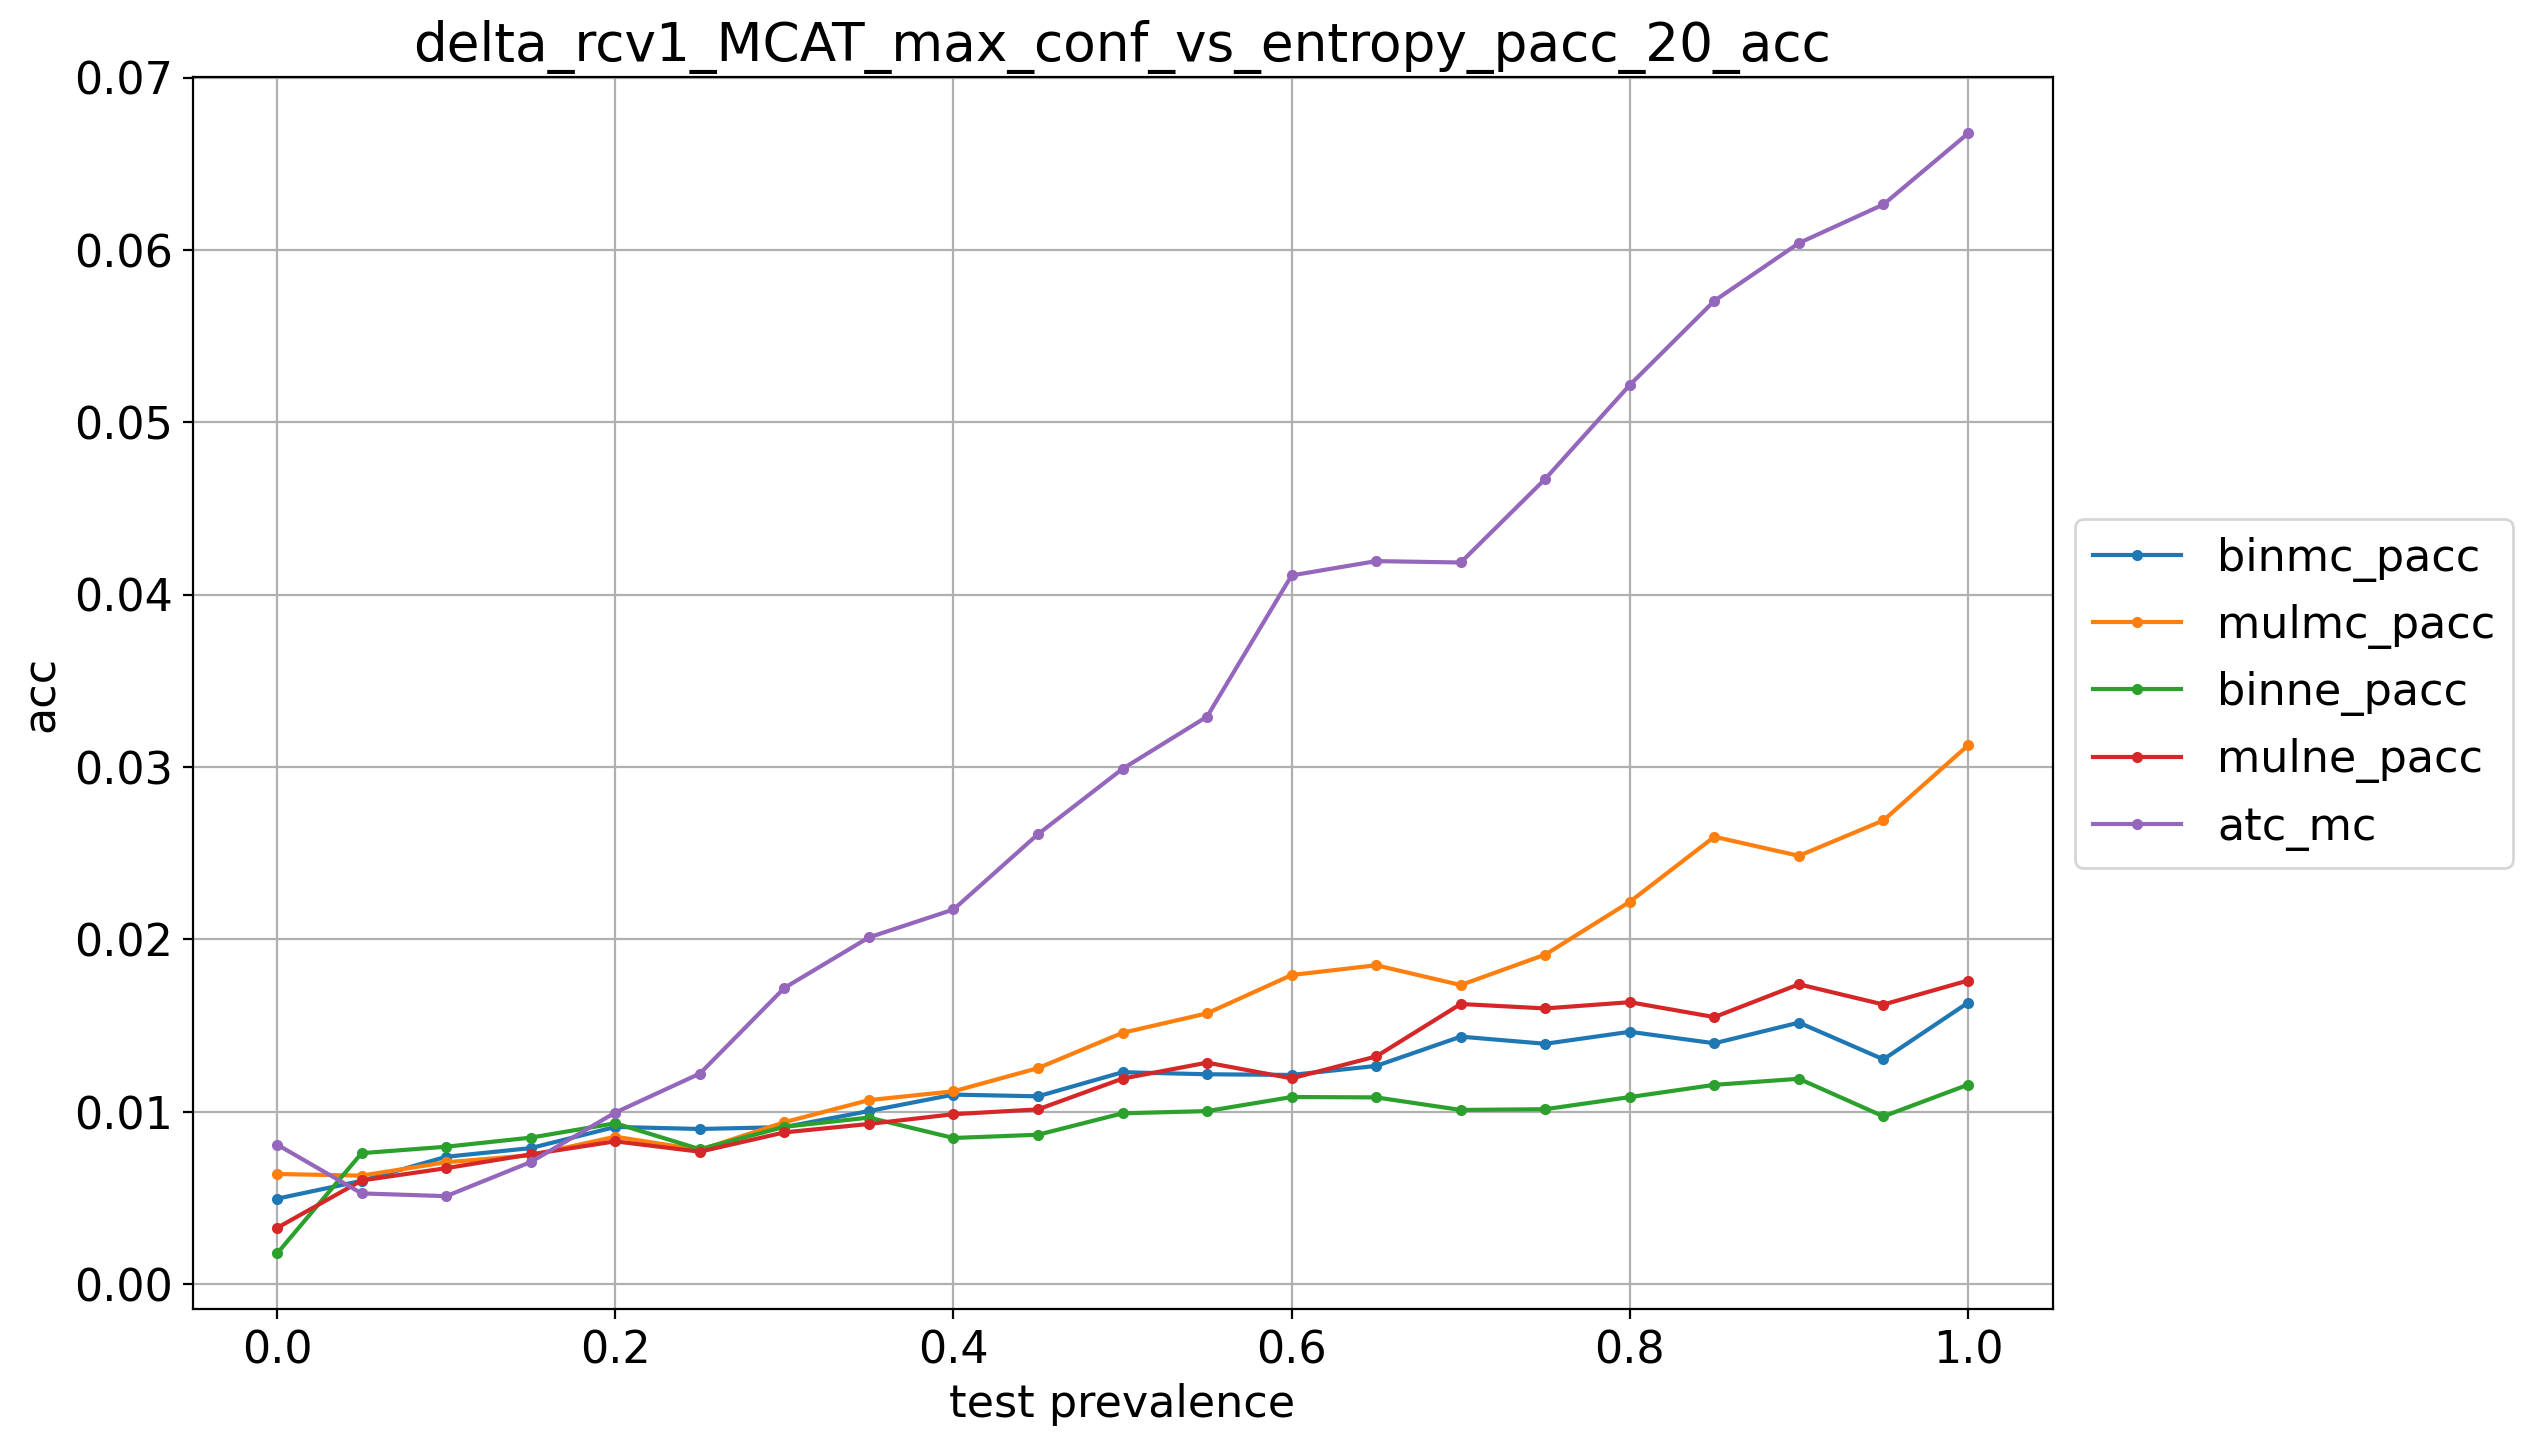 delta_rcv1_MCAT_max_conf_vs_entropy_pacc_20_acc
0.07
0.06
0.05
0.04
0.03
0.02
0.01
0.00
acc
0.0 0.2 0.4 0.6 0.8 1.0
test prevalence
binmc_pacc
mulmc_pacc
binne_pacc
mulne_pacc
atc_mc